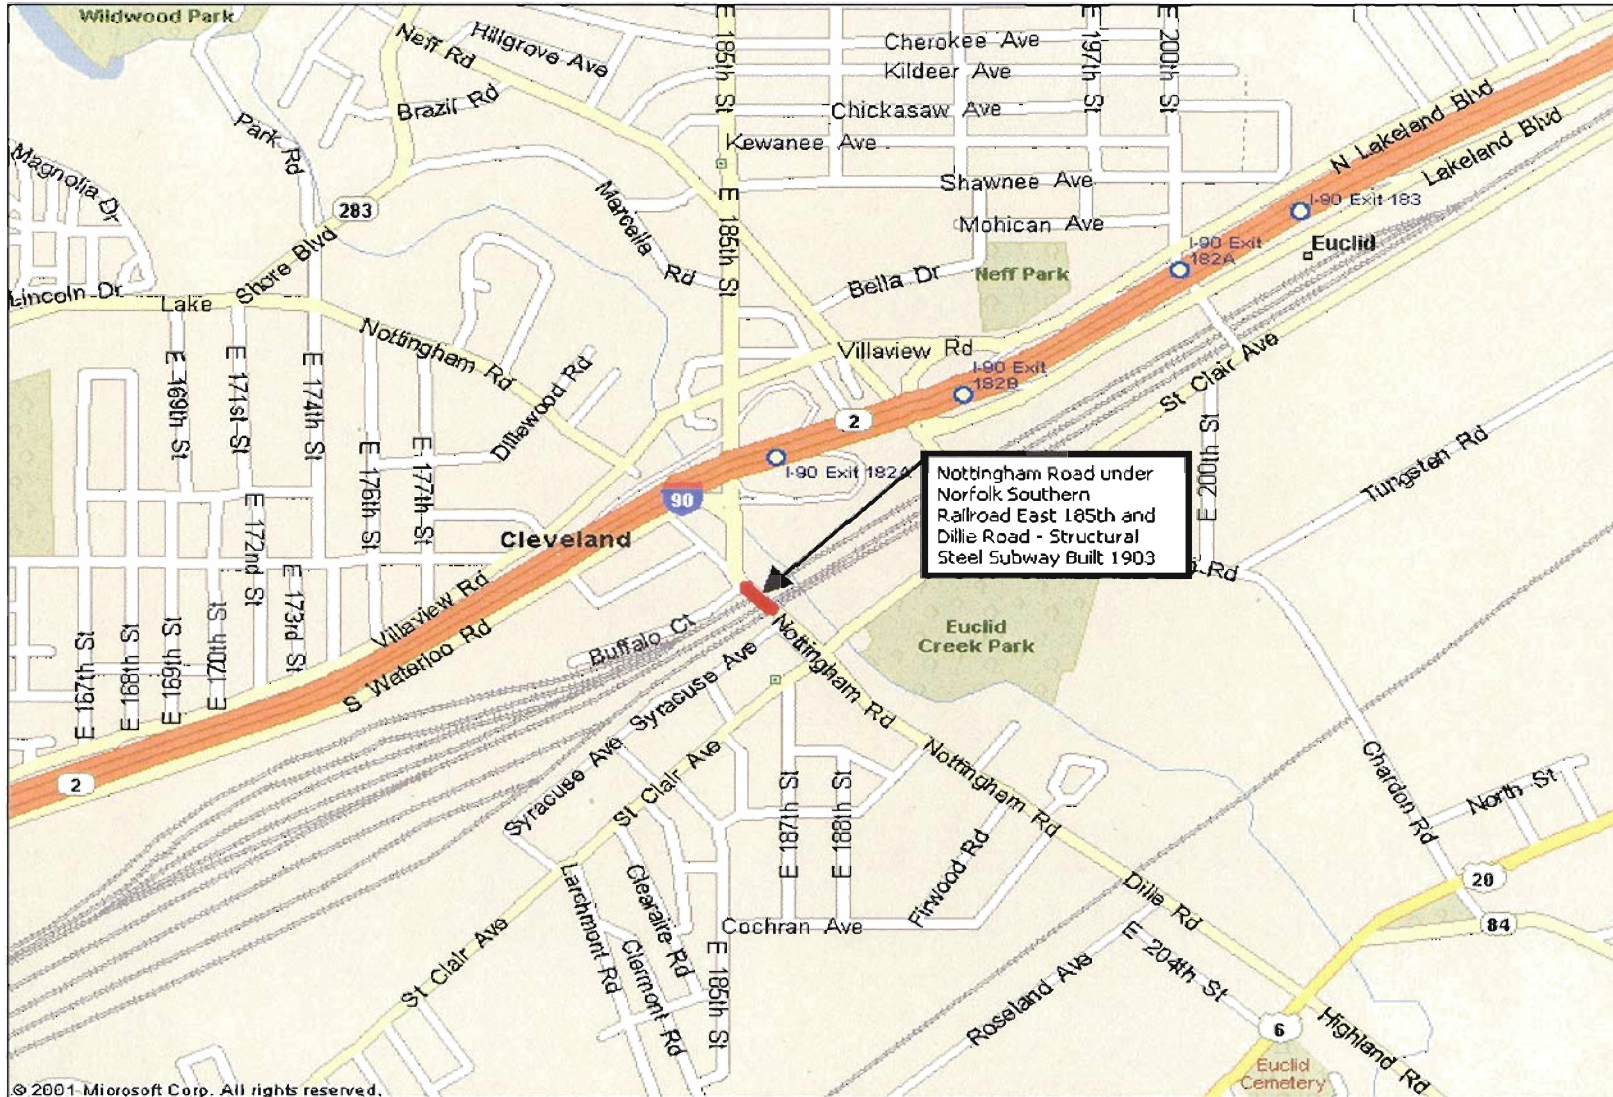 Wildwood Park
Neff Rd
Hillgrove Ave
E 185th St
Cherokee Ave
E 197th St
E 200th St
Kildeer Ave
Brazil Rd
Chickasaw Ave
N Lakeland Blvd
Park Rd
Kewanee Ave
Lakeland Blvd
Magnolia Dr
Shawnee Ave
283
Marcella Rd
E 185th St
I-90 Exit 183
Mohican Ave
Shore Blvd
I-90 Exit
182A
Euclid
Neff Park
Bella Dr
Lincoln Dr
Lake
Nottingham Rd
Villaview Rd
St Clair Ave
I-90 Exit
182B
E 169th St
E 171st St
E 174th St
Dillewood Rd
2
E 176th St
E 177th St
I-90 Exit 182A
Nottingham Road under
Norfolk Southern
Railroad East 185th and
Dille Road - Structural
Steel Subway Built 1903
E 200th St
Tungsten Rd
90
Cleveland
E 172nd St
Rd
E 173rd St
Villaview Rd
Buffalo Ct
Euclid
Creek Park
E 167th St
E 168th St
E 169th St
E 170th St
S Waterloo Rd
Nottingham Rd
Syracuse Ave
2
Syracuse Ave
St Clair Ave
Nottingham Rd
Chardon Rd
North St
E 187th St
E 188th St
Firwood Rd
20
Larchmont Rd
Clearaire Rd
Dille Rd
84
Cochran Ave
St Clair Ave
Clermont Rd
E 185th St
E 204th St
Roseland Ave
6
Highland Rd
Euclid
Cemetery
© 2001 Microsoft Corp. All rights reserved.